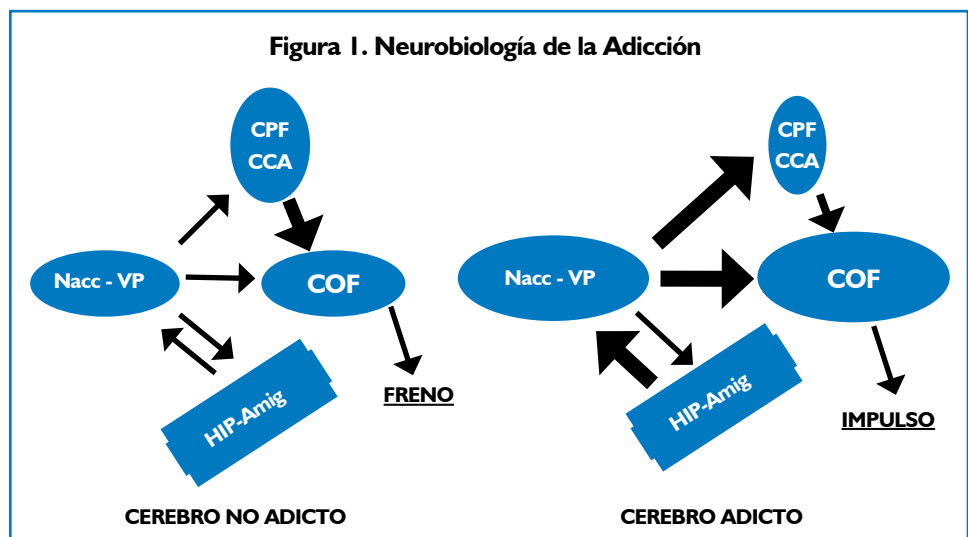 Figura 1. Neurobiología de la Adicción
CPF
CCA
Nacc - VP
COF
HIP-Amig
FRENO
CEREBRO NO ADICTO
CPF
CCA
Nacc - VP
COF
HIP-Amig
IMPULSO
CEREBRO ADICTO